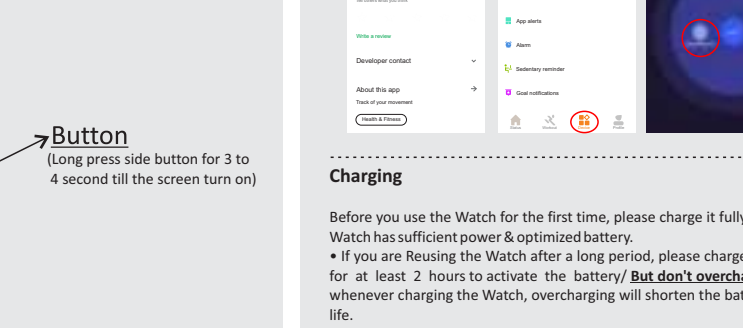 Button
(Long press side button for 3 to
4 second till the screen turn on)
Write a review
Developer contact
About this app
Track of your movement
Health & Fitness
App alerts
Alarm
Sedentary reminder
Goal notifications
Status
Workout
Profile
Charging
Before you use the Watch for the first time, please charge it fully
Watch has sufficient power & optimized battery.
• If you are Reusing the Watch after a long period, please charge
for at least 2 hours to activate the battery/ But don't overcha
whenever charging the Watch, overcharging will shorten the bat
life.